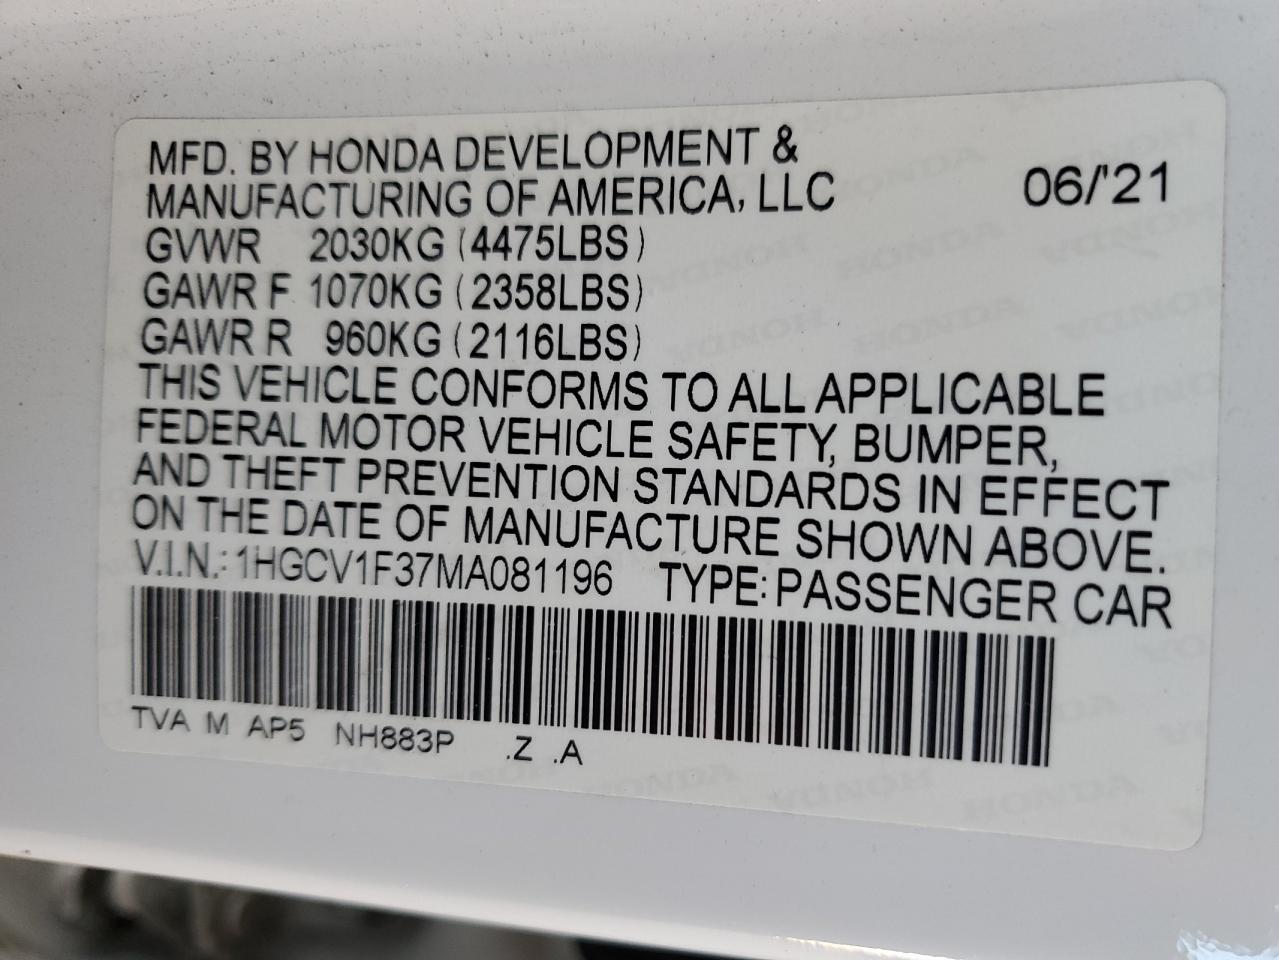 MFD. BY HONDA DEVELOPMENT &
MANUFACTURING OF AMERICA, LLC 06/'21
GVWR 2030KG (4475LBS)
GAWR F 1070KG (2358LBS)
GAWR R 960KG (2116LBS)
THIS VEHICLE CONFORMS TO ALL APPLICABLE
FEDERAL MOTOR VEHICLE SAFETY, BUMPER,
AND THEFT PREVENTION STANDARDS IN EFFECT
ON THE DATE OF MANUFACTURE SHOWN ABOVE.
V.I.N.: 1HGCV1F37MA081196 TYPE: PASSENGER CAR
TVA M AP5 NH883P .Z .A